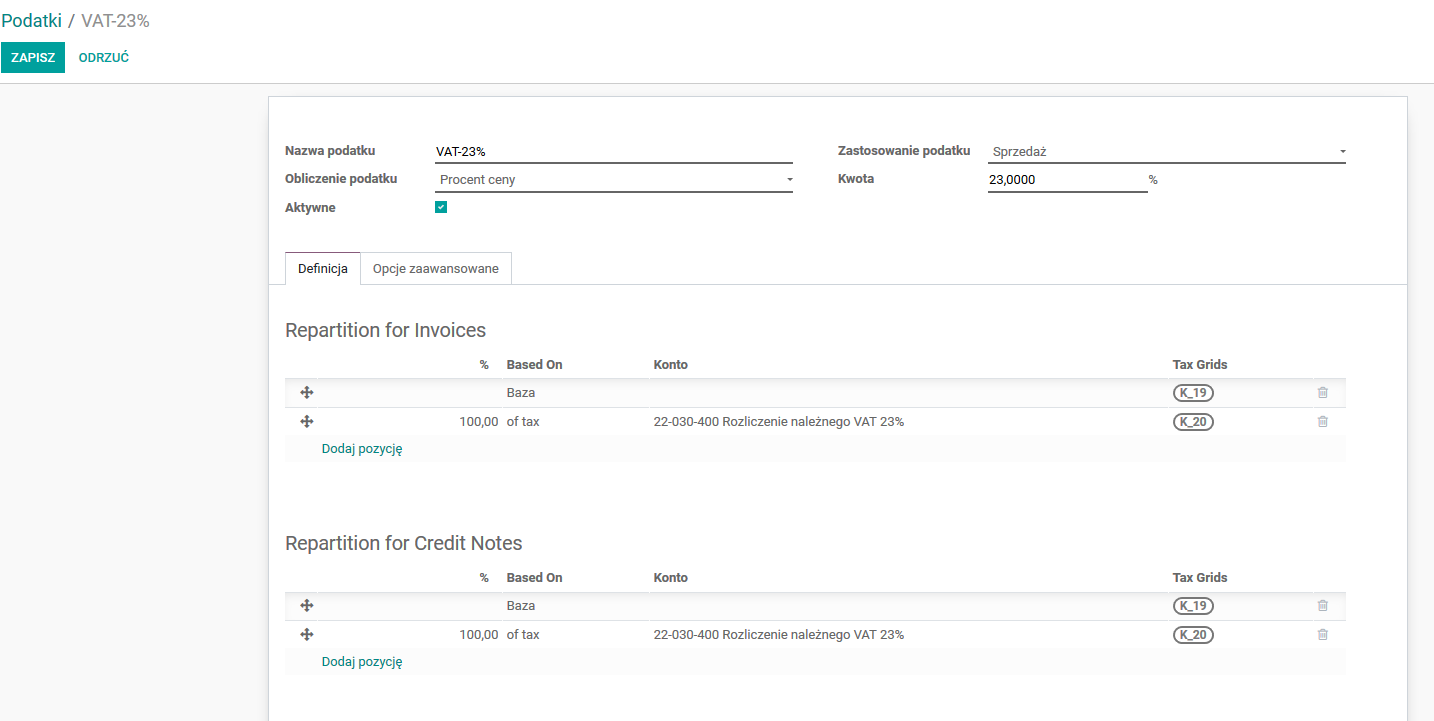 Podatki / VAT-23%
ZAPISZ ODRZUĆ
Nazwa podatku VAT-23% Zastosowanie podatku Sprzedaż
Obliczenie podatku Procent ceny Kwota 23,0000 %
Aktywne
Definicja Opcje zaawansowane
Repartition for Invoices
% Based On Konto Tax Grids
Baza K_19
100,00 of tax 22-030-400 Rozliczenie należnego VAT 23% K_20
Dodaj pozycję
Repartition for Credit Notes
% Based On Konto Tax Grids
Baza K_19
100,00 of tax 22-030-400 Rozliczenie należnego VAT 23% K_20
Dodaj pozycję